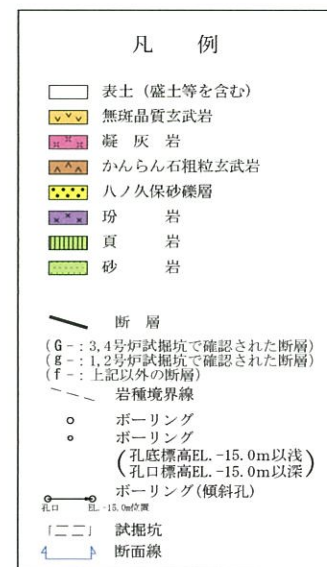 凡 例
表土 (盛土等を含む)
無斑晶質玄武岩
凝 灰 岩
かんらん石粗粒玄武岩
八ノ久保砂礫層
玢 岩
頁 岩
砂 岩
断 層
(G - : 3,4号炉試掘坑で確認された断層)
(g - : 1,2号炉試掘坑で確認された断層)
(f - : 上記以外の断層)
岩種境界線
ボーリング
ボーリング
(孔底標高EL. -15.0m以浅
孔口標高EL. -15.0m以深)
ボーリング(傾斜孔)
孔口 EL. -15.0m位置
試掘坑
断面線